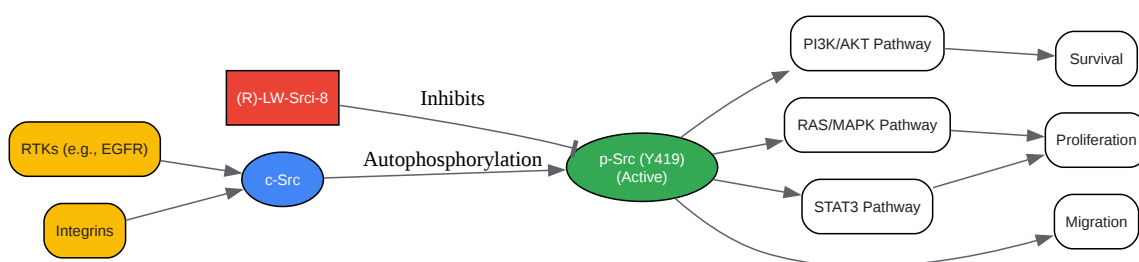 RTKs (e.g., EGFR)
Integrins
(R)-LW-Srci-8
c-Src
Inhibits
Autophosphorylation
p-Src (Y419)
(Active)
PI3K/AKT Pathway
RAS/MAPK Pathway
STAT3 Pathway
Survival
Proliferation
Migration